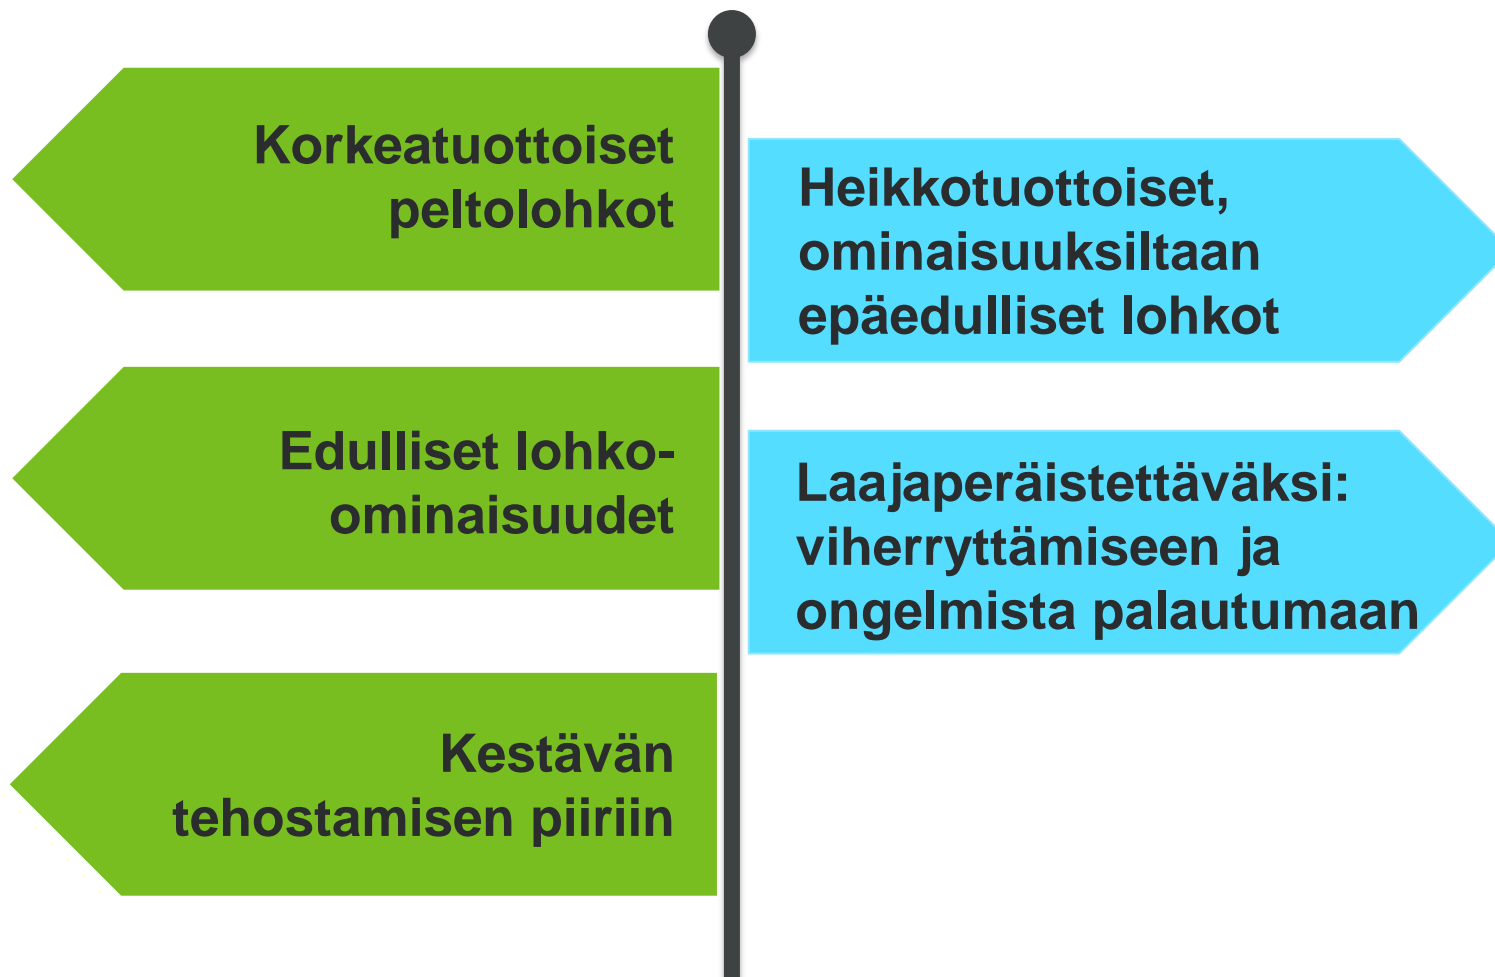 Korkeatuottoiset
peltolohkot
Edulliset lohko-
ominaisuudet
Kestävän
tehostamisen piiriin
Heikkotuottoiset,
ominaisuuksiltaan
epäedulliset lohkot
Laajaperäistettäväksi:
viherryttämiseen ja
ongelmista palautumaan